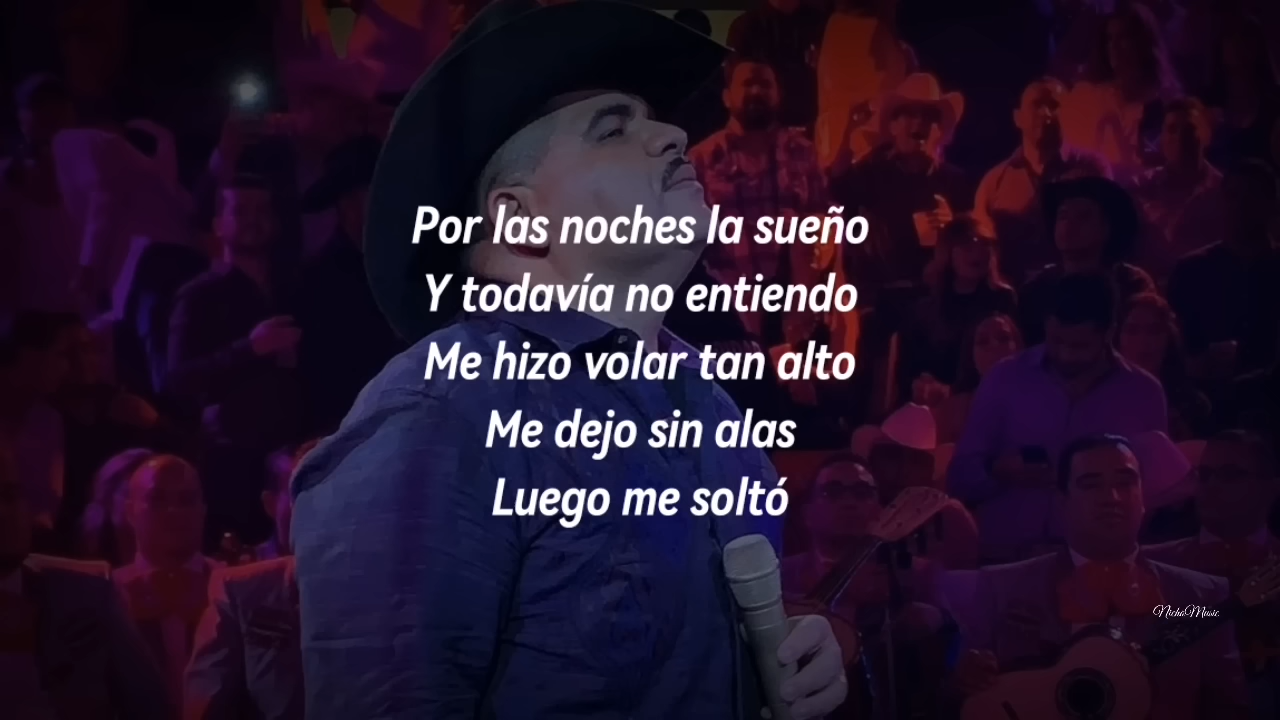 Por las noches la sueño
Y todavía no entiendo
Me hizo volar tan alto
Me dejo sin alas
Luego me soltó
NichaMusic